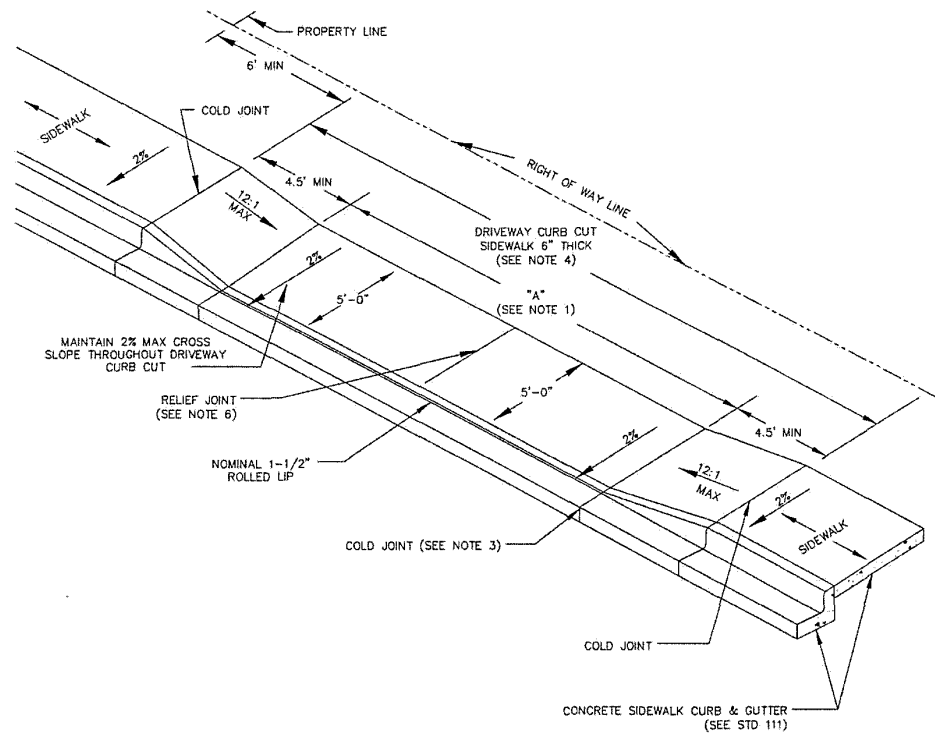 PROPERTY LINE
6' MIN
COLD JOINT
SIDEWALK
2%
4.5' MIN
RIGHT OF WAY LINE
12:1
MAX
DRIVEWAY CURB CUT
SIDEWALK 6" THICK
(SEE NOTE 4)
2%
5'-0"
"A"
(SEE NOTE 1)
MAINTAIN 2% MAX CROSS
SLOPE THROUGHOUT DRIVEWAY
CURB CUT
RELIEF JOINT
(SEE NOTE 6)
5'-0"
4.5' MIN
2%
NOMINAL 1-1/2"
ROLLED LIP
12:1
MAX
2%
SIDEWALK
COLD JOINT (SEE NOTE 3)
COLD JOINT
CONCRETE SIDEWALK CURB & GUTTER
(SEE STD 111)